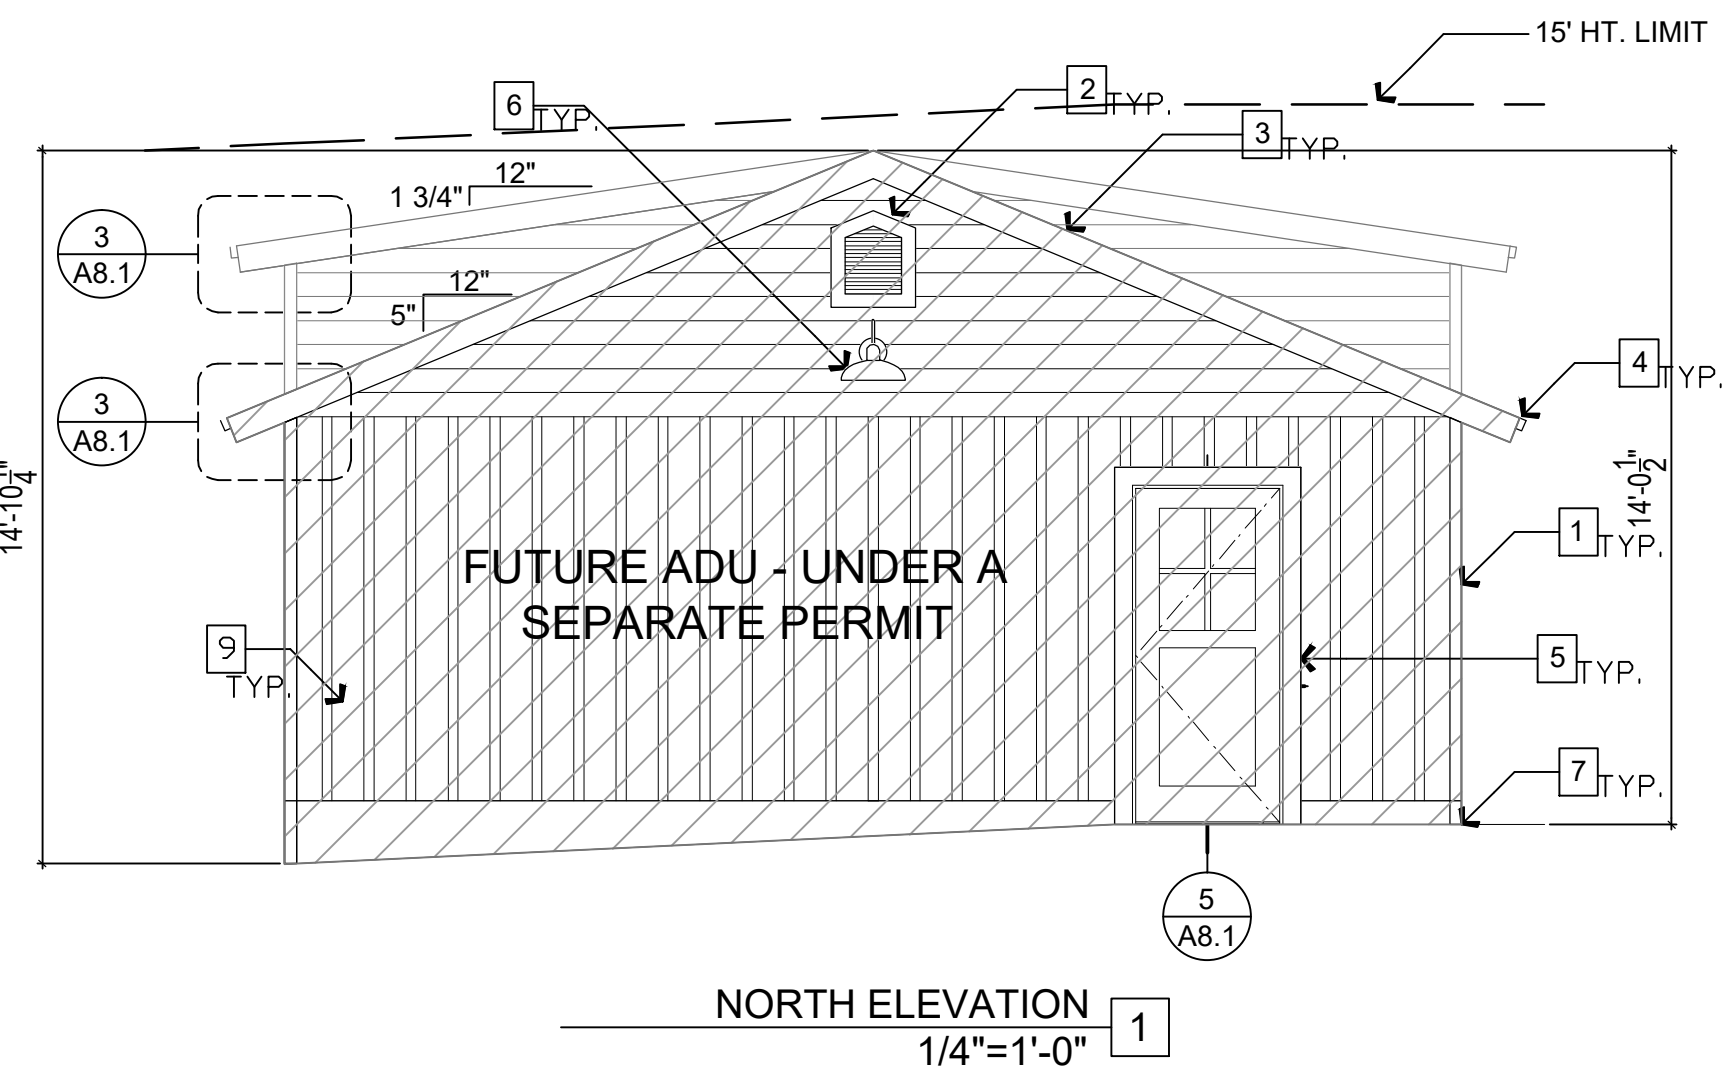 15' HT. LIMIT
6
TYP.
2
TYP.
3
TYP.
12"
1 3/4"
3
A8.1
12"
5"
4
TYP.
3
A8.1
14'-10 1/4"
14'-0 1/2"
1
TYP.
FUTURE ADU - UNDER A
SEPARATE PERMIT
9
TYP.
5
TYP.
7
TYP.
5
A8.1
NORTH ELEVATION
1
1/4"=1'-0"